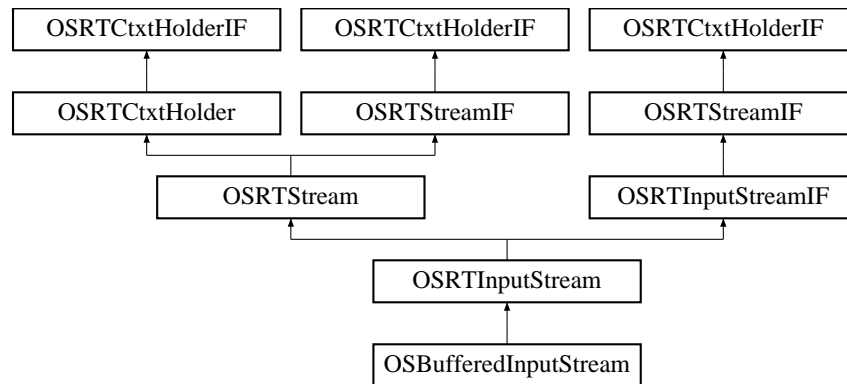 OSRTCtxtHolderIF OSRTCtxtHolderIF OSRTCtxtHolderIF
OSRTCtxtHolder OSRTStreamIF OSRTStreamIF
OSRTStream OSRTInputStreamIF
OSRTInputStream
OSBufferedInputStream